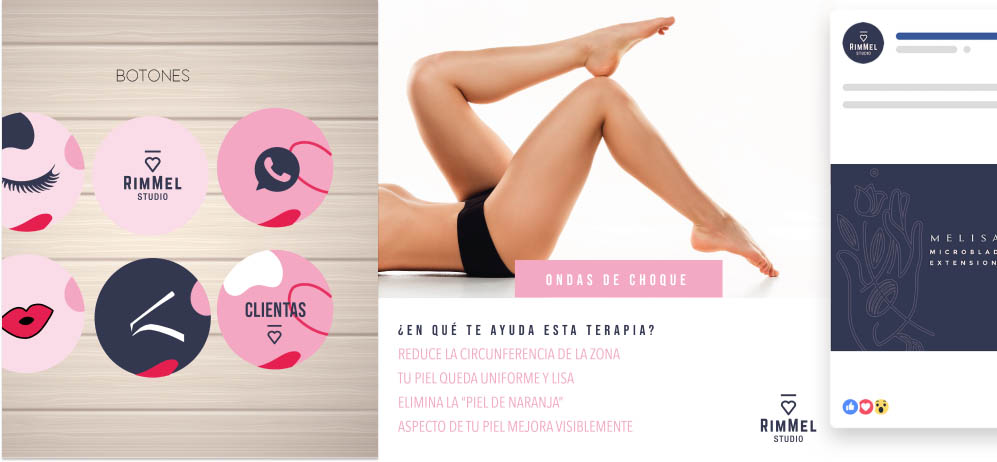 BOTONES
RIMMEL
STUDIO
CLIENTAS
ONDAS DE CHOQUE
¿EN QUÉ TE AYUDA ESTA TERAPIA?
REDUCE LA CIRCUNFERENCIA DE LA ZONA
TU PIEL QUEDA UNIFORME Y LISA
ELIMINA LA "PIEL DE NARANJA"
ASPECTO DE TU PIEL MEJORA VISIBLEMENTE
RIMMEL
STUDIO
RIMMEL
STUDIO
MELISA
MICROBLAD
EXTENSION